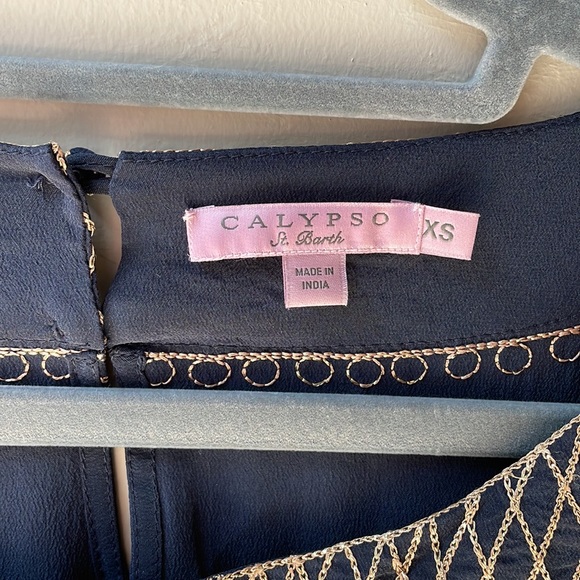 CALYPSO
St. Barth
XS
MADE IN
INDIA